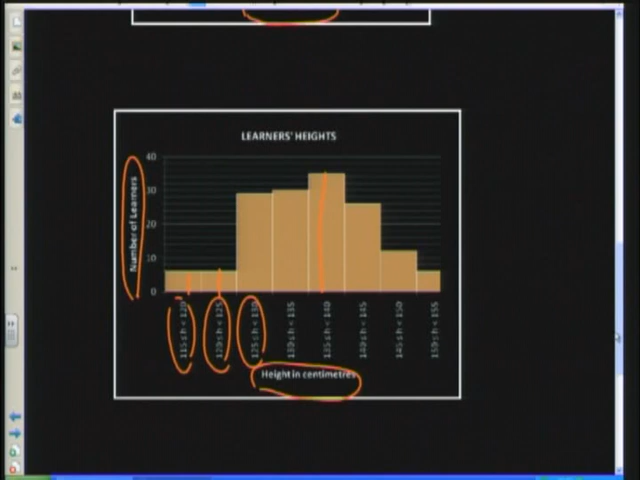 LEARNERS' HEIGHTS
Number of Learners
40
30
20
10
0
115 ≤ h < 120
120 ≤ h < 125
125 ≤ h < 130
130 ≤ h < 135
135 ≤ h < 140
140 ≤ h < 145
145 ≤ h < 150
150 ≤ h < 155
Height in centimetres